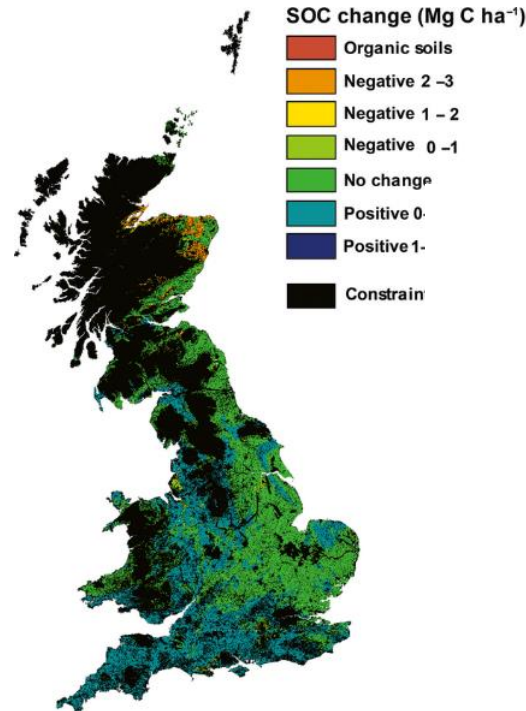 SOC change (Mg C ha⁻¹)
Organic soils
Negative 2 –3
Negative 1 – 2
Negative 0 –1
No change
Positive 0-
Positive 1-
Constrain